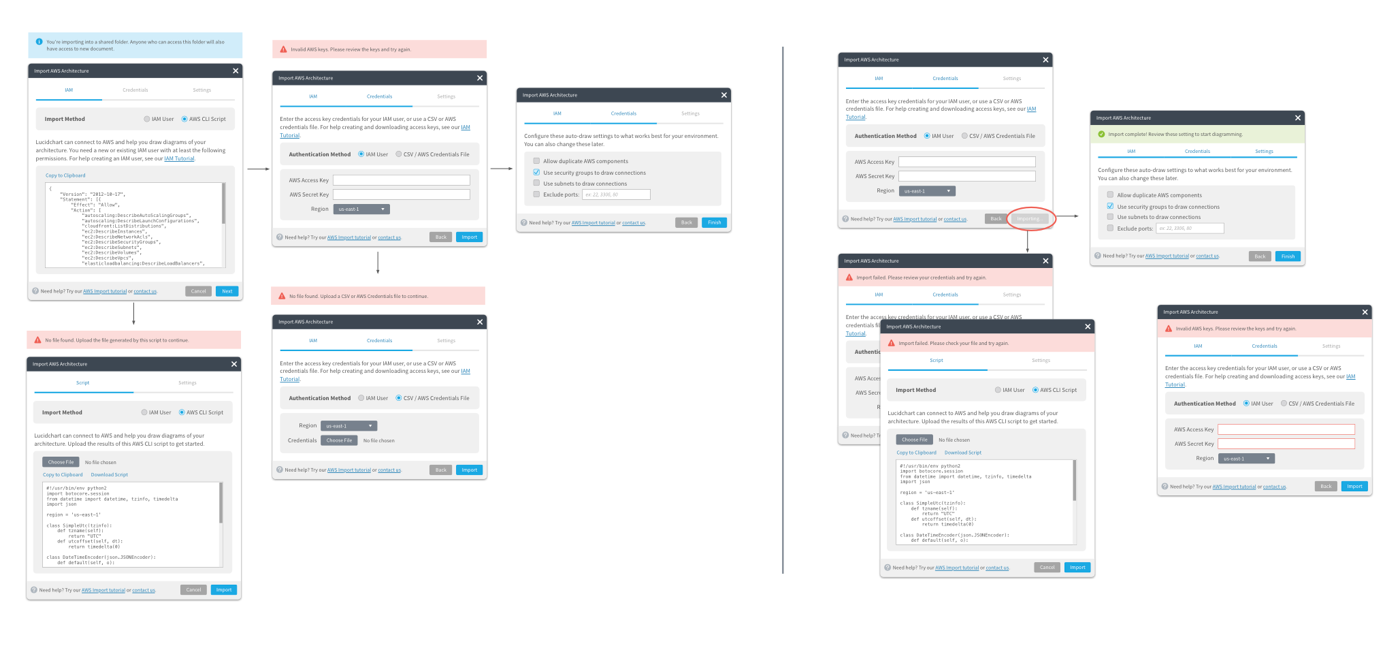 You're importing into a shared folder. Anyone who can access this folder will also
have access to new document.
Import AWS Architecture
IAM
Credentials
Settings
Import Method
IAM User
AWS CLI Script
Lucidchart can connect to AWS and help you draw diagrams of your
architecture. You need a new or existing IAM user with at least the following
permissions. For help creating an IAM user, see our IAM Tutorial.
Copy to Clipboard
{
"Version": "2012-10-17",
"Statement": [{
"Effect": "Allow",
"Action": [
"autoscaling:DescribeAutoScalingGroups",
"autoscaling:DescribeLaunchConfigurations",
"cloudfront:ListDistributions",
"ec2:DescribeInstances",
"ec2:DescribeNetworkAcls",
"ec2:DescribeSecurityGroups",
"ec2:DescribeSubnets",
"ec2:DescribeVolumes",
"ec2:DescribeVpcs",
"elasticloadbalancing:DescribeLoadBalancers",
Need help? Try our AWS Import tutorial or contact us.
Cancel
Next
No file found. Upload the file generated by this script to continue.
Import AWS Architecture
Script
Settings
Import Method
IAM User
AWS CLI Script
Lucidchart can connect to AWS and help you draw diagrams of your
architecture. Upload the results of this AWS CLI script to get started.
Choose File
No file chosen
Copy to Clipboard
Download Script
#!/usr/bin/env python2
import botocore.session
from datetime import datetime, tzinfo, timedelta
import json
region = 'us-east-1'
class SimpleUtc(tzinfo):
def tzname(self):
return "UTC"
def utcoffset(self, dt):
return timedelta(0)
class DateTimeEncoder(json.JSONEncoder):
def default(self, o):
Need help? Try our AWS Import tutorial or contact us.
Cancel
Import
Invalid AWS keys. Please review the keys and try again.
Import AWS Architecture
IAM
Credentials
Settings
Enter the access key credentials for your IAM user, or use a CSV or AWS
credentials file. For help creating and downloading access keys, see our IAM
Tutorial.
Authentication Method
IAM User
CSV / AWS Credentials File
AWS Access Key
AWS Secret Key
Region
us-east-1
Need help? Try our AWS Import tutorial or contact us.
Back
Import
No file found. Upload a CSV or AWS Credentials file to continue.
Import AWS Architecture
IAM
Credentials
Settings
Enter the access key credentials for your IAM user, or use a CSV or AWS
credentials file. For help creating and downloading access keys, see our IAM
Tutorial.
Authentication Method
IAM User
CSV / AWS Credentials File
Region
us-east-1
Credentials
Choose File
No file chosen
Need help? Try our AWS Import tutorial or contact us.
Back
Import
Import AWS Architecture
IAM
Credentials
Settings
Configure these auto-draw settings to what works best for your environment.
You can also change these later.
Allow duplicate AWS components
Use security groups to draw connections
Use subnets to draw connections
Exclude ports:
ex: 22, 3306, 80
Need help? Try our AWS Import tutorial or contact us.
Back
Finish
Import AWS Architecture
IAM
Credentials
Settings
Enter the access key credentials for your IAM user, or use a CSV or AWS
credentials file. For help creating and downloading access keys, see our IAM
Tutorial.
Authentication Method
IAM User
CSV / AWS Credentials File
AWS Access Key
AWS Secret Key
Region
us-east-1
Need help? Try our AWS Import tutorial or contact us.
Back
Importing...
Import AWS Architecture
Import complete! Review those setting to start diagramming.
IAM
Credentials
Settings
Configure these auto-draw settings to what works best for your environment.
You can also change these later.
Allow duplicate AWS components
Use security groups to draw connections
Use subnets to draw connections
Exclude ports:
ex: 22, 3306, 80
Need help? Try our AWS Import tutorial or contact us.
Back
Finish
Import AWS Architecture
Import failed. Please review your credentials and try again.
IAM
Credentials
Settings
Enter the access key credentials for your IAM user, or use a CSV or AWS
credentials fi
Tutorial.
Authentic
AWS Acces
AWS Secre
R
Need help? T
Import AWS Architecture
Import failed. Please check your file and try again.
Script
Settings
Import Method
IAM User
AWS CLI Script
Lucidchart can connect to AWS and help you draw diagrams of your
architecture. Upload the results of this AWS CLI script to get started.
Choose File
No file chosen
Copy to Clipboard
Download Script
#!/usr/bin/env python2
import botocore.session
from datetime import datetime, tzinfo, timedelta
import json
region = 'us-east-1'
class SimpleUtc(tzinfo):
def tzname(self):
return "UTC"
def utcoffset(self, dt):
return timedelta(0)
class DateTimeEncoder(json.JSONEncoder):
def default(self, o):
Need help? Try our AWS Import tutorial or contact us.
Cancel
Import
Import AWS Architecture
Invalid AWS keys. Please review the keys and try again.
IAM
Credentials
Settings
Enter the access key credentials for your IAM user, or use a CSV or AWS
credentials file. For help creating and downloading access keys, see our IAM
Tutorial.
Authentication Method
IAM User
CSV / AWS Credentials File
AWS Access Key
AWS Secret Key
Region
us-east-1
Need help? Try our AWS Import tutorial or contact us.
Back
Import